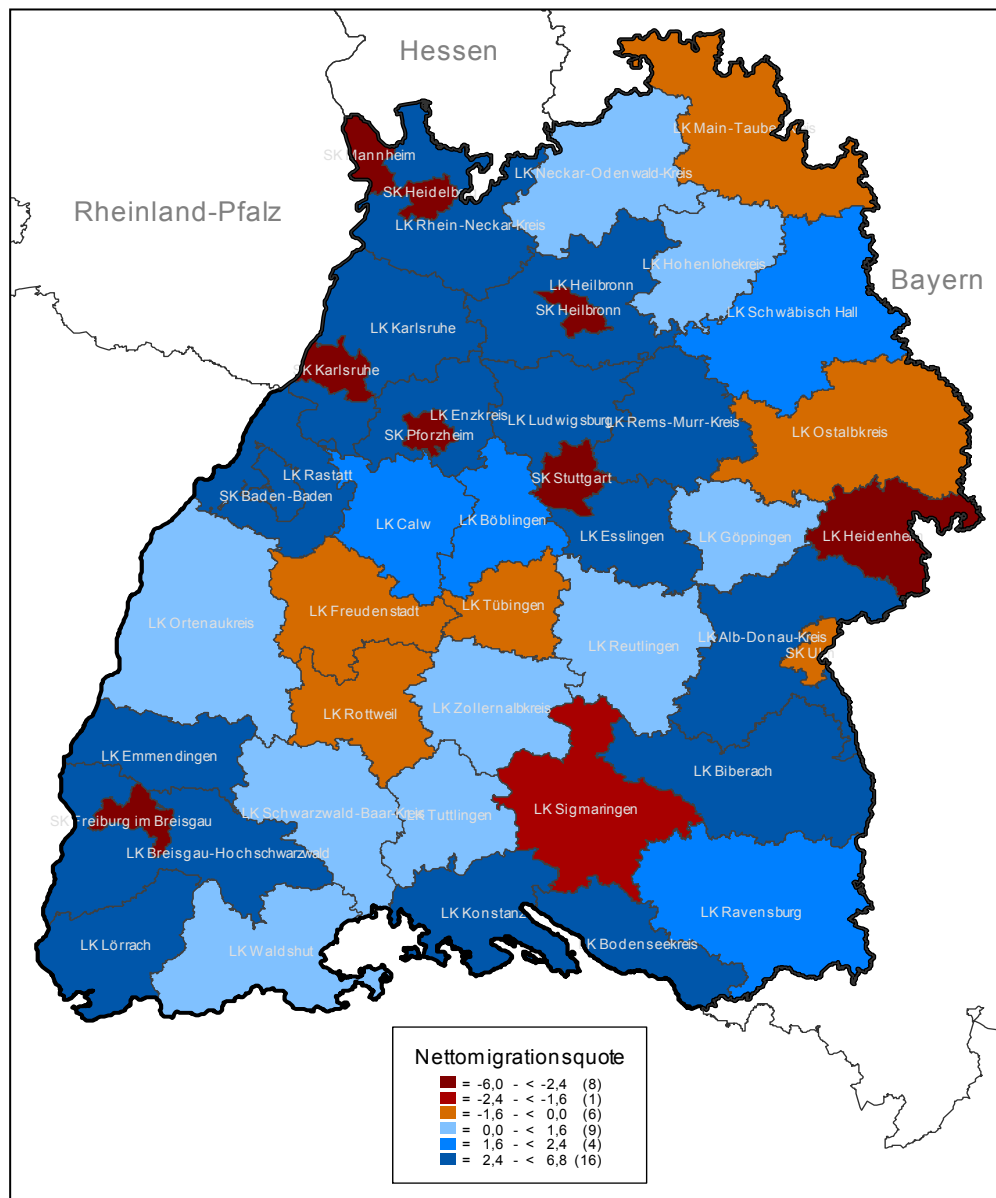 Hessen
LK Main-Taube
SK Mannheim
LK Neckar-Odenwald-Kreis
SK Heidelb
Rheinland-Pfalz
LK Rhein-Neckar-Kreis
LK Hohenlohekreis
Bayern
LK Heilbronn
SK Heilbronn
LK Schwäbisch Hall
LK Karlsruhe
K Karlsruhe
LK Enzkreis
LK Ludwigsburg
LK Rems-Murr-Kreis
SK Pforzheim
LK Ostalbkreis
LK Rastatt
SK Baden-Baden
SK Stuttgart
LK Calw
LK Böblingen
LK Esslingen
LK Göppingen
LK Heidenhei
LK Freudenstadt
LK Tübingen
LK Ortenaukreis
LK Reutlingen
LK Alb-Donau-Kreis
SK U
LK Rottweil
LK Zollernalbkreis
LK Emmendingen
LK Biberach
LK Schwarzwald-Baar-Kreis
LK Tuttlingen
LK Sigmaringen
SK Freiburg im Breisgau
LK Breisgau-Hochschwarzwald
LK Konstanz
LK Ravensburg
LK Lörrach
LK Waldshut
K Bodenseekreis
Nettomigrationsquote
= -6,0 - < -2,4 (8)
= -2,4 - < -1,6 (1)
= -1,6 - < 0,0 (6)
= 0,0 - < 1,6 (9)
= 1,6 - < 2,4 (4)
= 2,4 - < 6,8 (16)